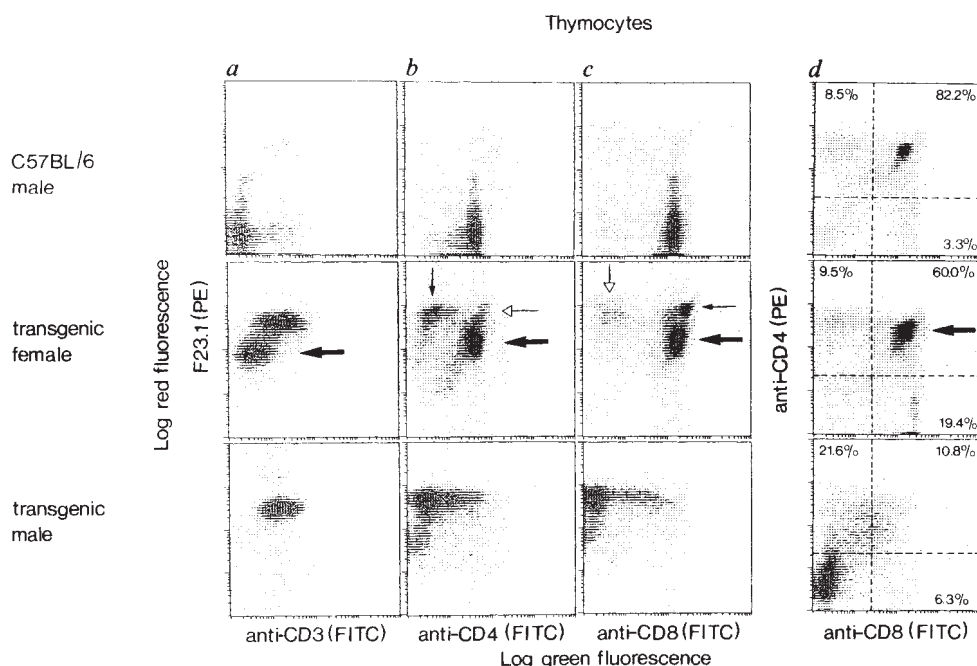 Thymocytes
a
b
c
d
C57BL/6
male
8.5%
82.2%
3.3%
transgenic
female
9.5%
60.0%
19.4%
transgenic
male
21.6%
10.8%
6.3%
Log red fluorescence
F23.1 (PE)
anti-CD4 (PE)
anti-CD3 (FITC)
anti-CD4 (FITC)
anti-CD8 (FITC)
anti-CD8 (FITC)
Log green fluorescence